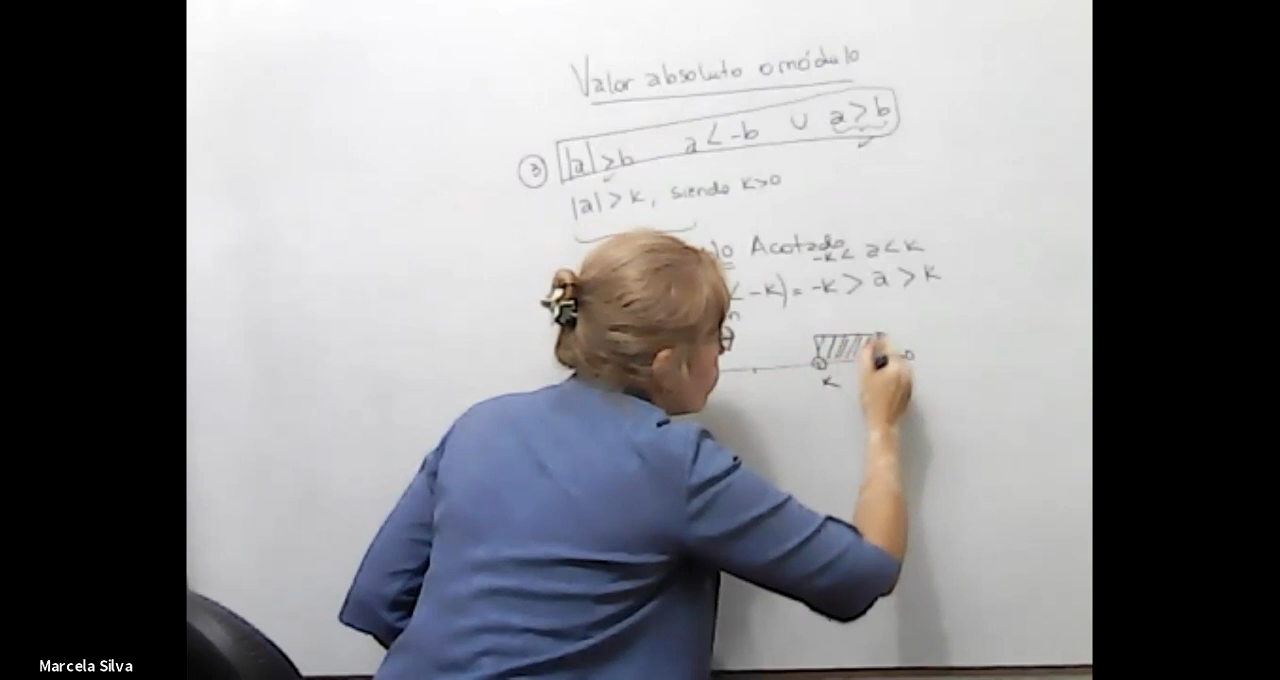 Valor absoluto o módulo
③ |a| > b a < -b ∪ a > b
|a| > k, siendo k>0
Acotado -k < a < k
< -k) = -k > a > k
k
Marcela Silva